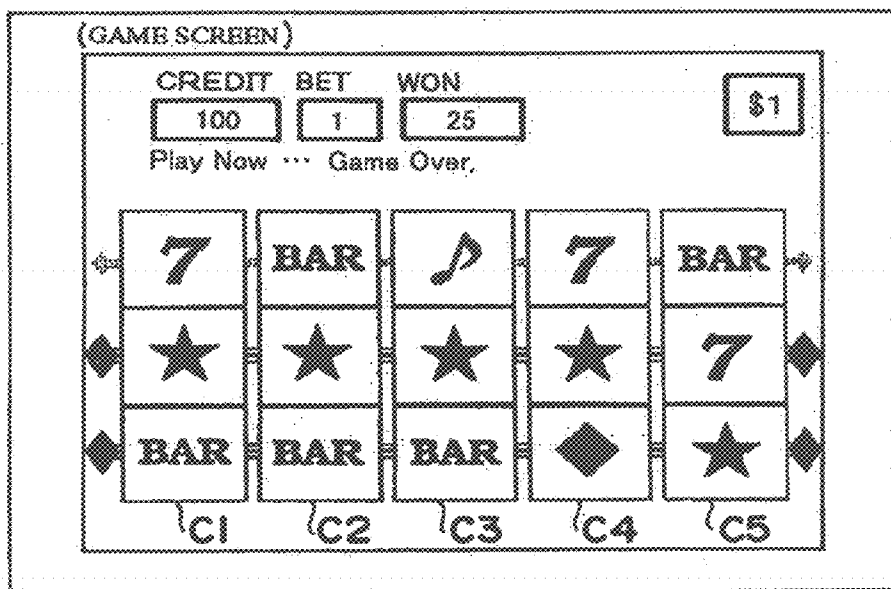 (GAME SCREEN)
CREDIT BET WON
100 1 25 $1
Play Now ··· Game Over.
7 BAR 7 BAR
7
BAR BAR BAR
C1 C2 C3 C4 C5